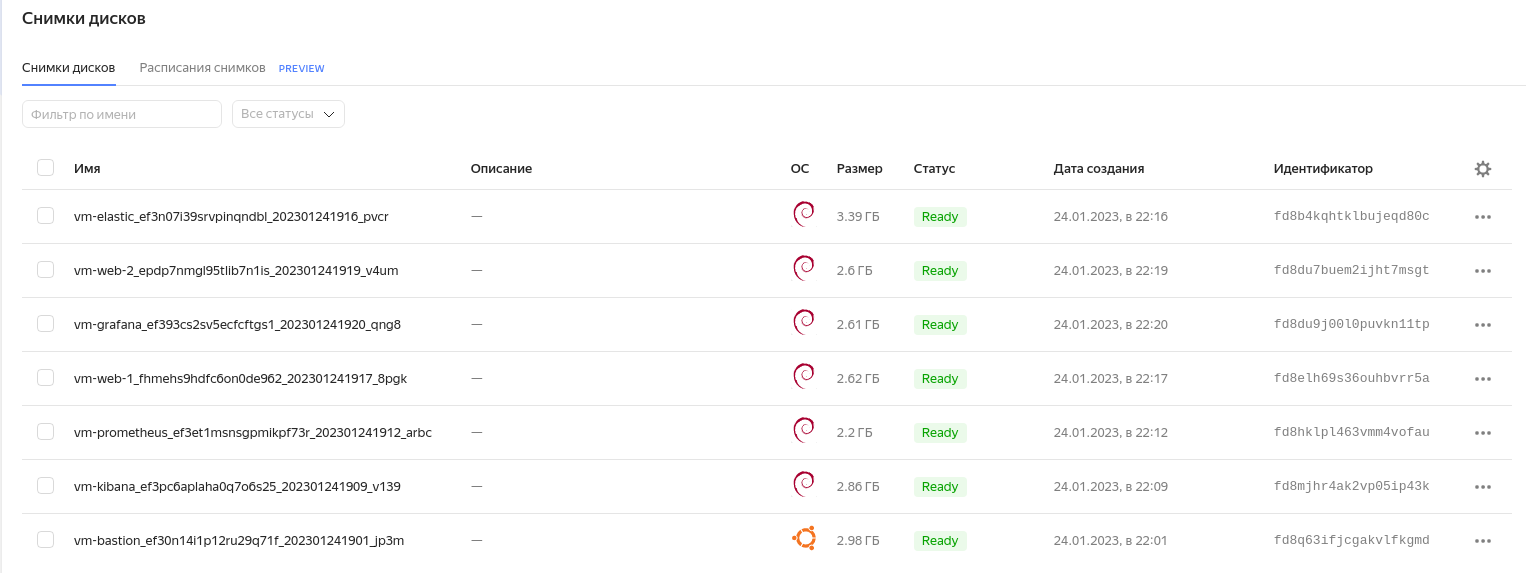 Снимки дисков
Снимки дисков Расписания снимков PREVIEW
Фильтр по имени Все статусы
Имя Описание ОС Размер Статус Дата создания Идентификатор
vm-elastic_ef3n07i39srvpinqndbl_202301241916_pvcr — 3.39 ГБ Ready 24.01.2023, в 22:16 fd8b4kqhtklbujeqd80c
vm-web-2_epdp7nmgl95tlib7n1is_202301241919_v4um — 2.6 ГБ Ready 24.01.2023, в 22:19 fd8du7buem2ijht7msgt
vm-grafana_ef393cs2sv5ecfcftgs1_202301241920_qng8 — 2.61 ГБ Ready 24.01.2023, в 22:20 fd8du9j00l0puvkn11tp
vm-web-1_fhmehs9hdfc6on0de962_202301241917_8pgk — 2.62 ГБ Ready 24.01.2023, в 22:17 fd8elh69s36ouhbvrr5a
vm-prometheus_ef3et1msnsgpmikpf73r_202301241912_arbc — 2.2 ГБ Ready 24.01.2023, в 22:12 fd8hklpl463vmm4vofau
vm-kibana_ef3pc6aplaha0q7o6s25_202301241909_v139 — 2.86 ГБ Ready 24.01.2023, в 22:09 fd8mjhr4ak2vp05ip43k
vm-bastion_ef30n14i1p12ru29q71f_202301241901_jp3m — 2.98 ГБ Ready 24.01.2023, в 22:01 fd8q63ifjcgakvlfkgmd